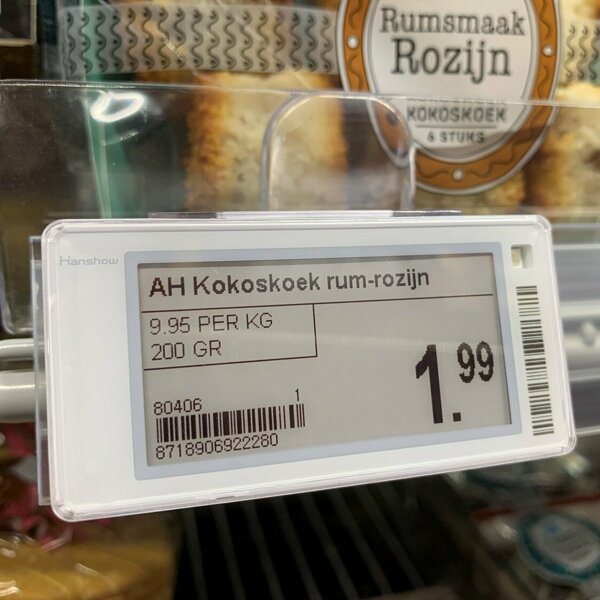 Rumsmaak
Rozijn
KOKOSKOEK
6 STUKS
Hanshow
AH Kokoskoek rum-rozijn
9.95 PER KG
200 GR
1.99
80406 1
8718906922280